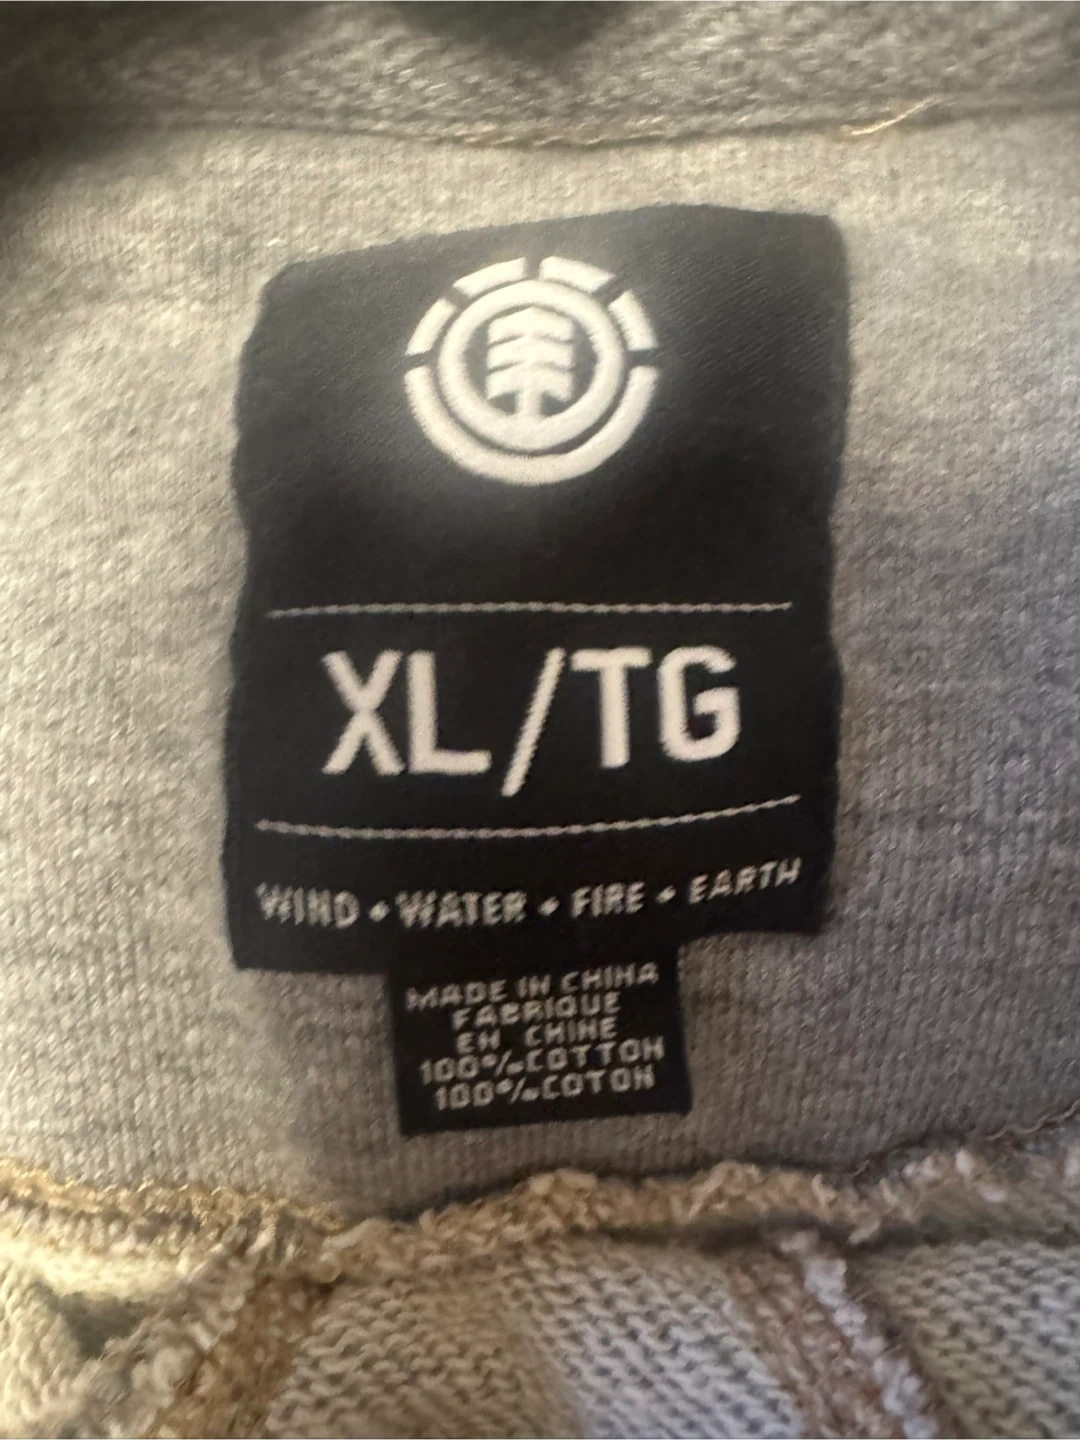 XL/TG
WIND • WATER • FIRE • EARTH
MADE IN CHINA
FABRIQUE
EN CHINE
100% COTTON
100% COTON